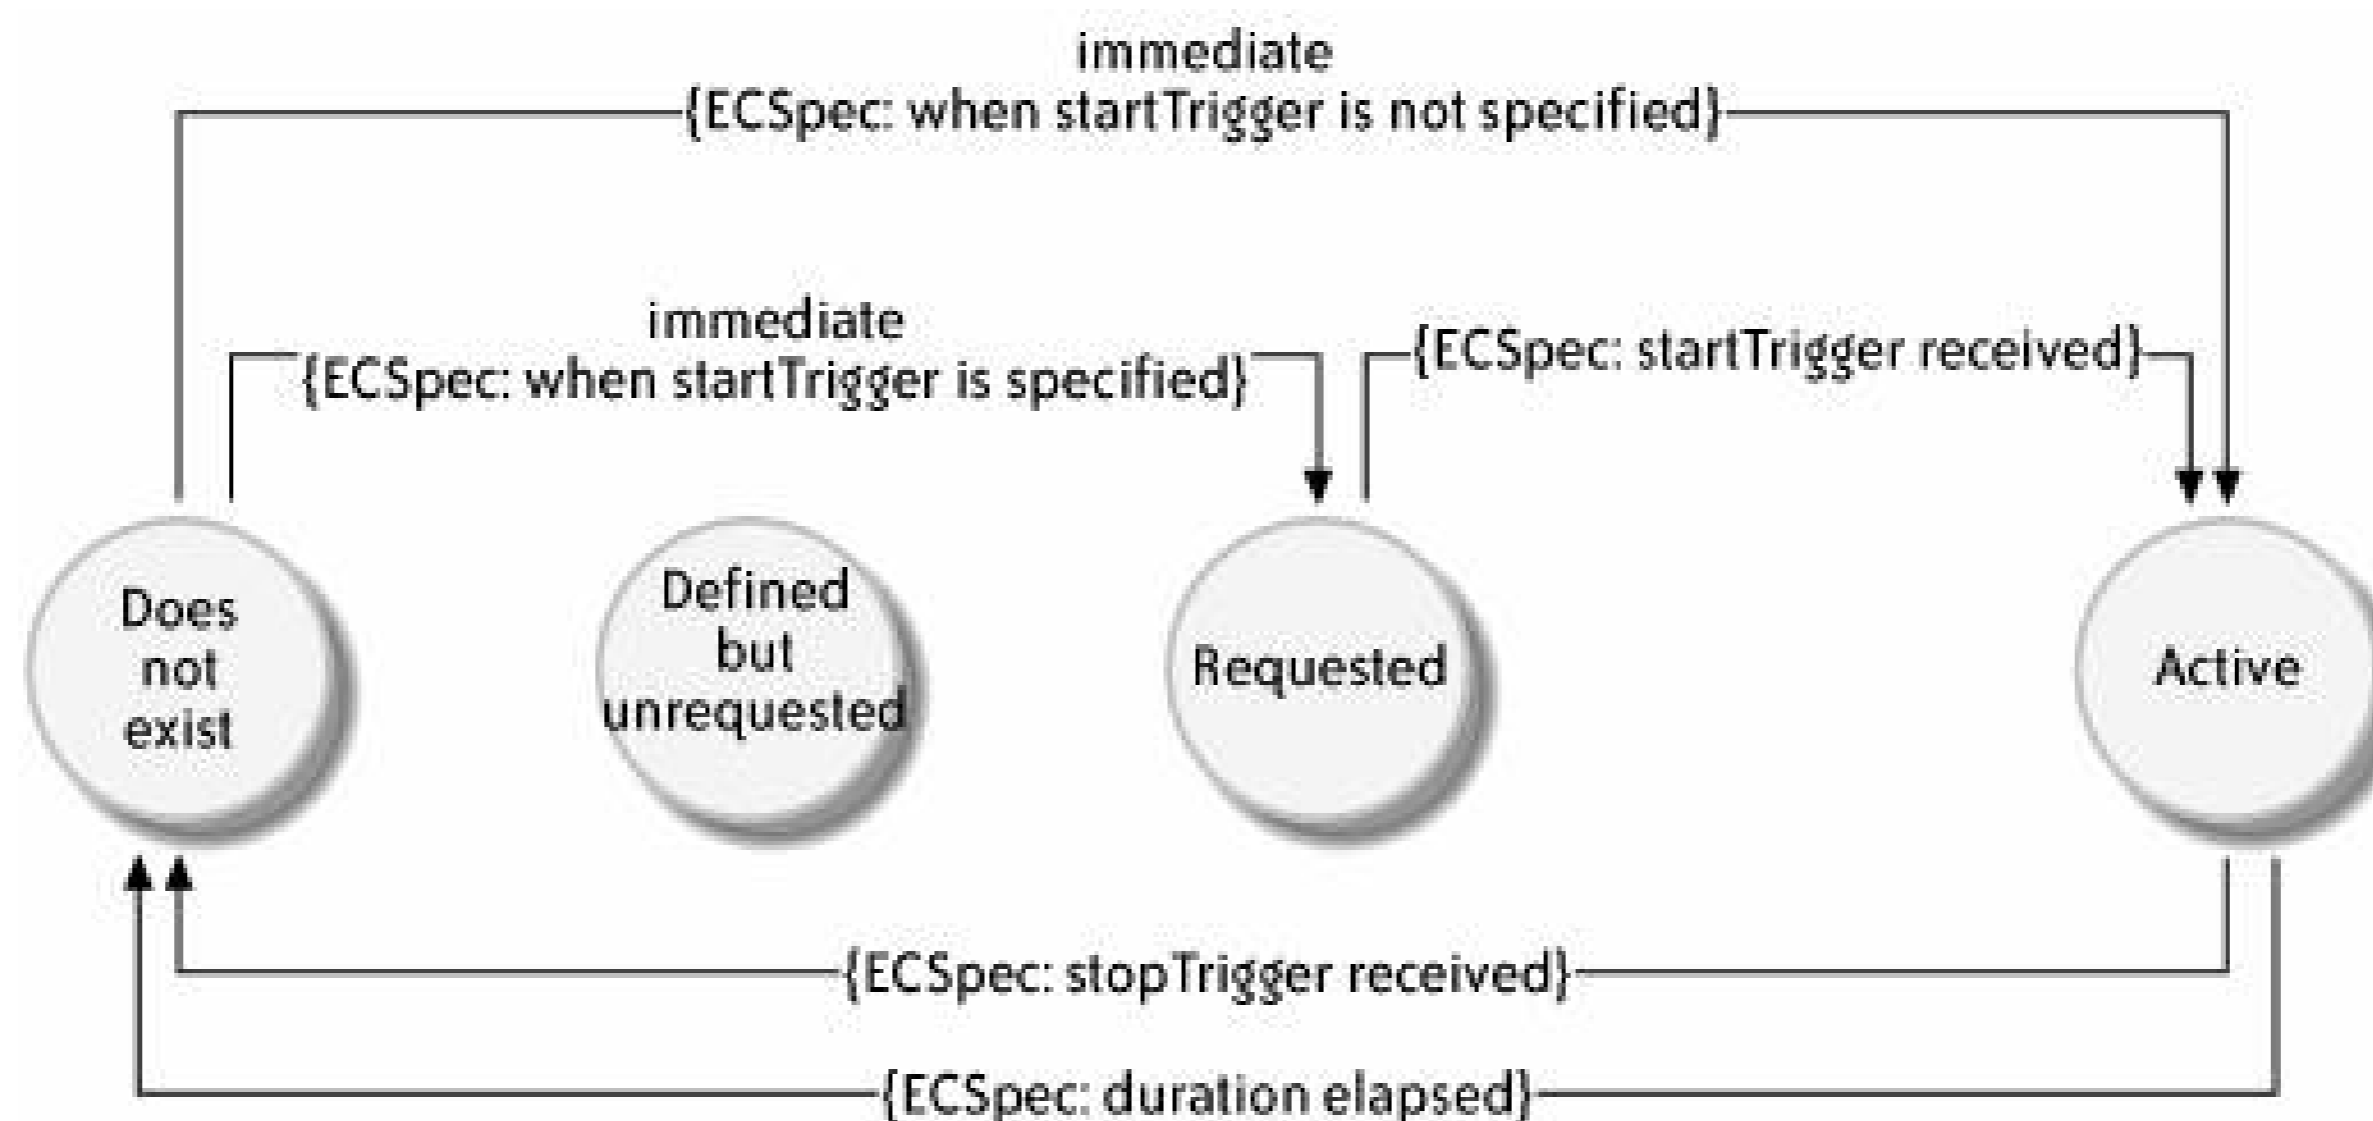 immediate
{ECSpec: when startTrigger is not specified}
immediate
{ECSpec: when startTrigger is specified}
{ECSpec: startTrigger received}
Does
not
exist
Defined
but
unrequested
Requested
Active
{ECSpec: stopTrigger received}
{ECSpec: duration elapsed}